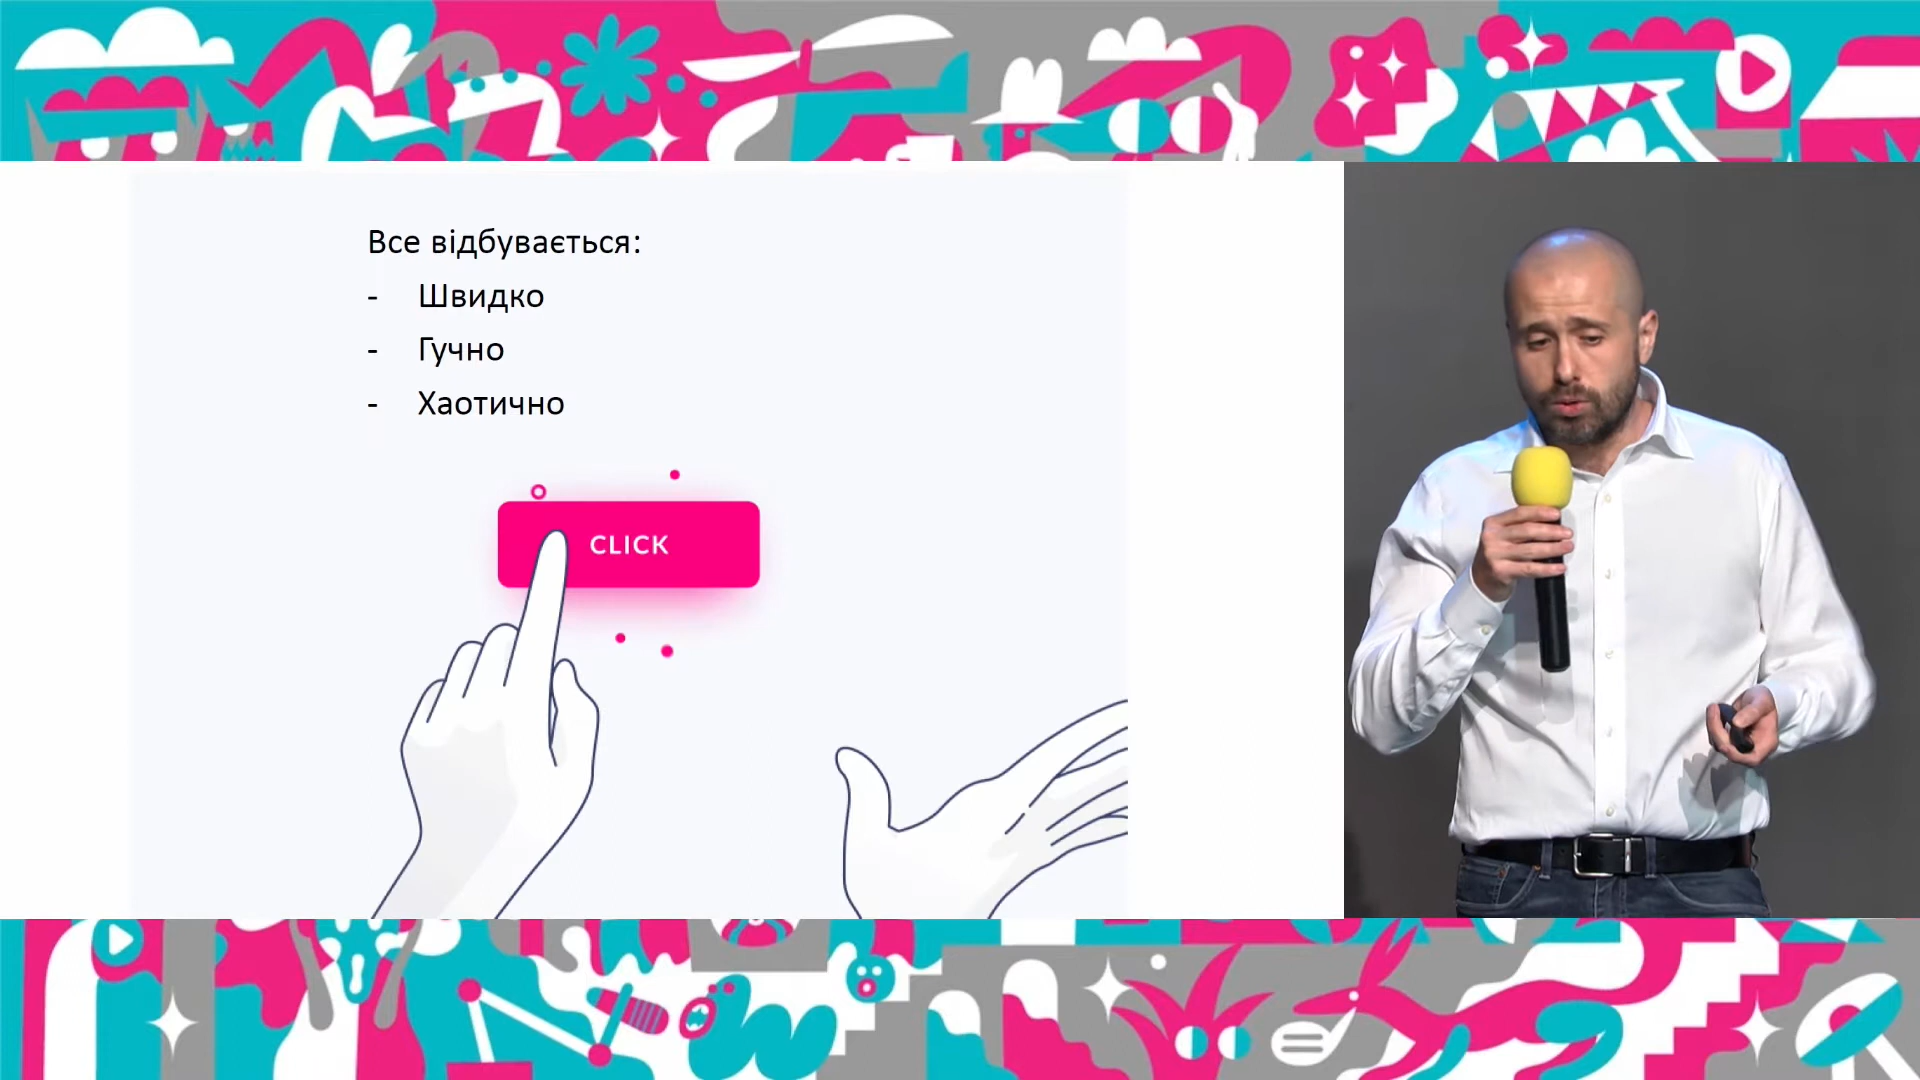 Все відбувається:
- Швидко
- Гучно
- Хаотично
CLICK